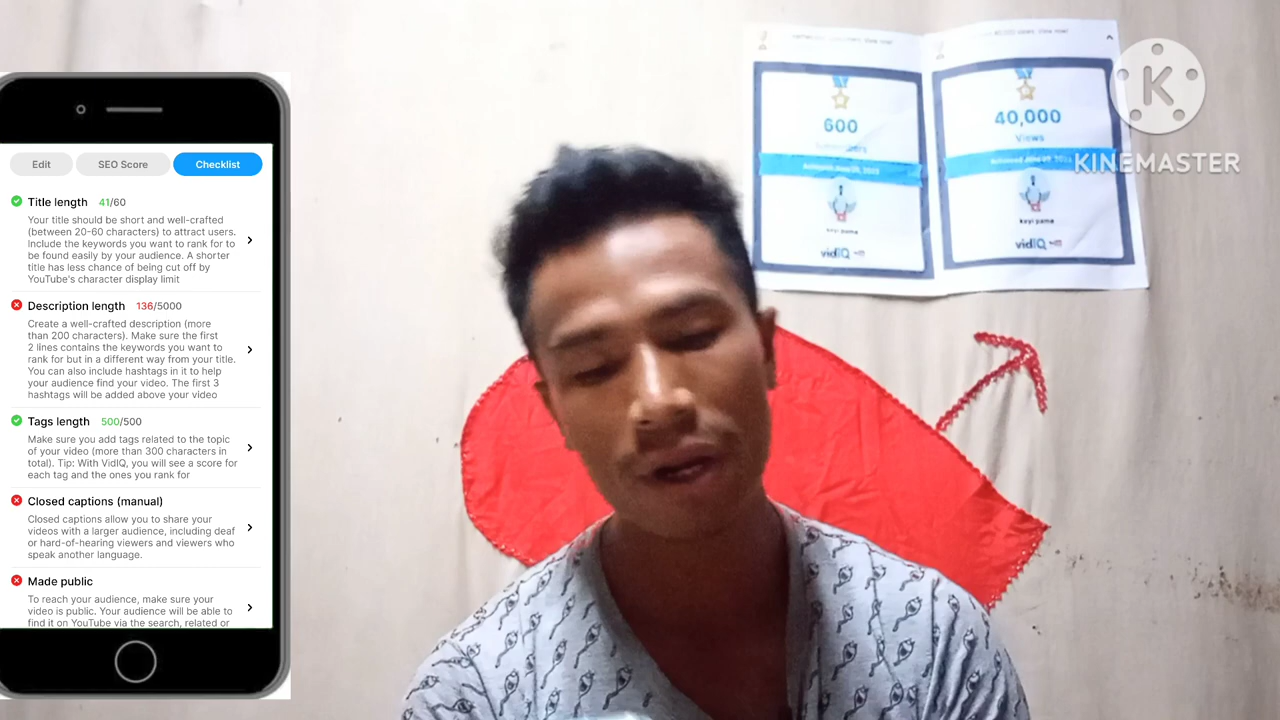 Edit
SEO Score
Checklist
Title length 41/60
Your title should be short and well-crafted
(between 20-60 characters) to attract users.
Include the keywords you want to rank for to
be found easily by your audience. A shorter
title has less chance of being cut off by
YouTube's character display limit
Description length 136/5000
Create a well-crafted description (more
than 200 characters). Make sure the first
2 lines contains the keywords you want to
rank for but in a different way from your title.
You can also include hashtags in it to help
your audience find your video. The first 3
hashtags will be added above your video
Tags length 500/500
Make sure you add tags related to the topic
of your video (more than 300 characters in
total). Tip: With VidIQ, you will see a score for
each tag and the ones you rank for
Closed captions (manual)
Closed captions allow you to share your
videos with a larger audience, including deaf
or hard-of-hearing viewers and viewers who
speak another language.
Made public
To reach your audience, make sure your
video is public. Your audience will be able to
find it on YouTube via the search, related or
600
vidIQ
40,000
Views
vidIQ
K
KINEMASTER